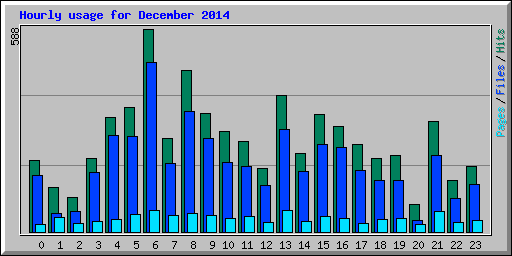 Hourly usage for December 2014
588
Pages/Files/Hits
0 1 2 3 4 5 6 7 8 9 10 11 12 13 14 15 16 17 18 19 20 21 22 23